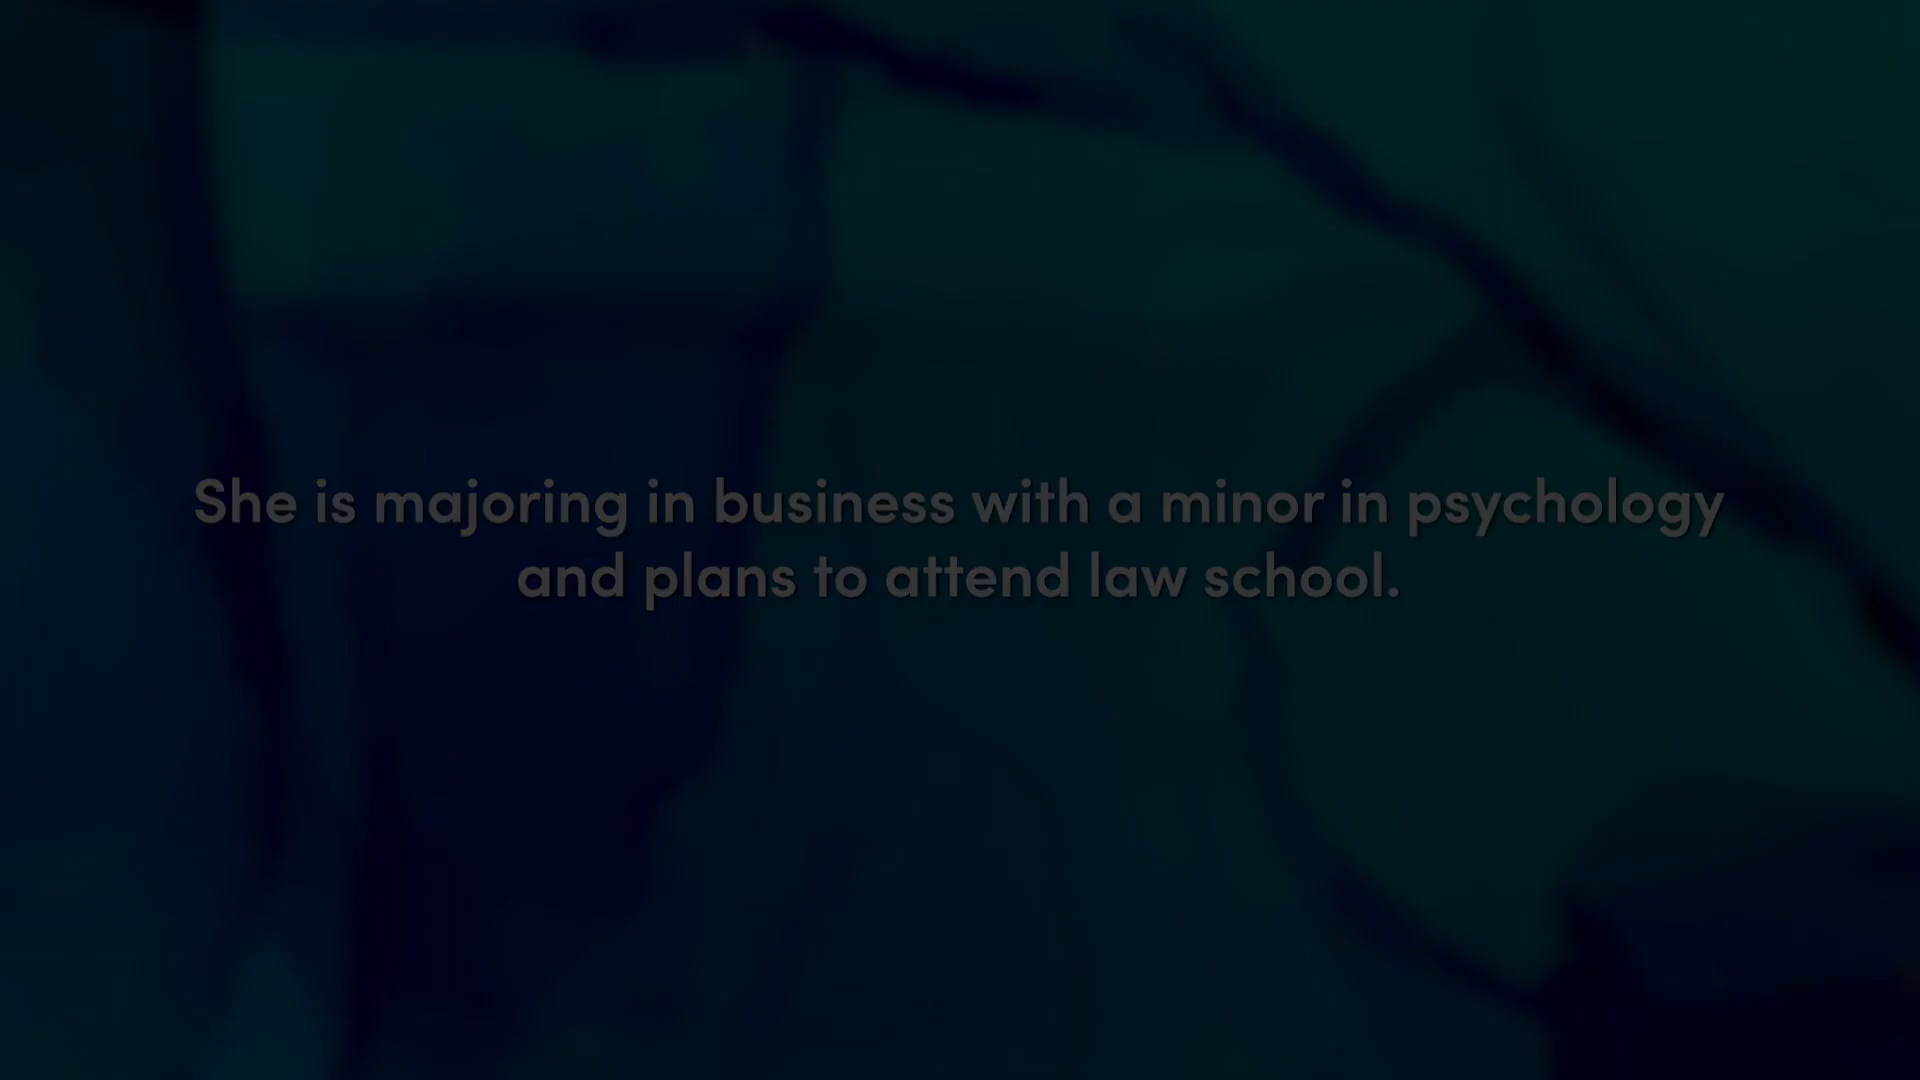 She is majoring in business with a minor in psychology
and plans to attend law school.